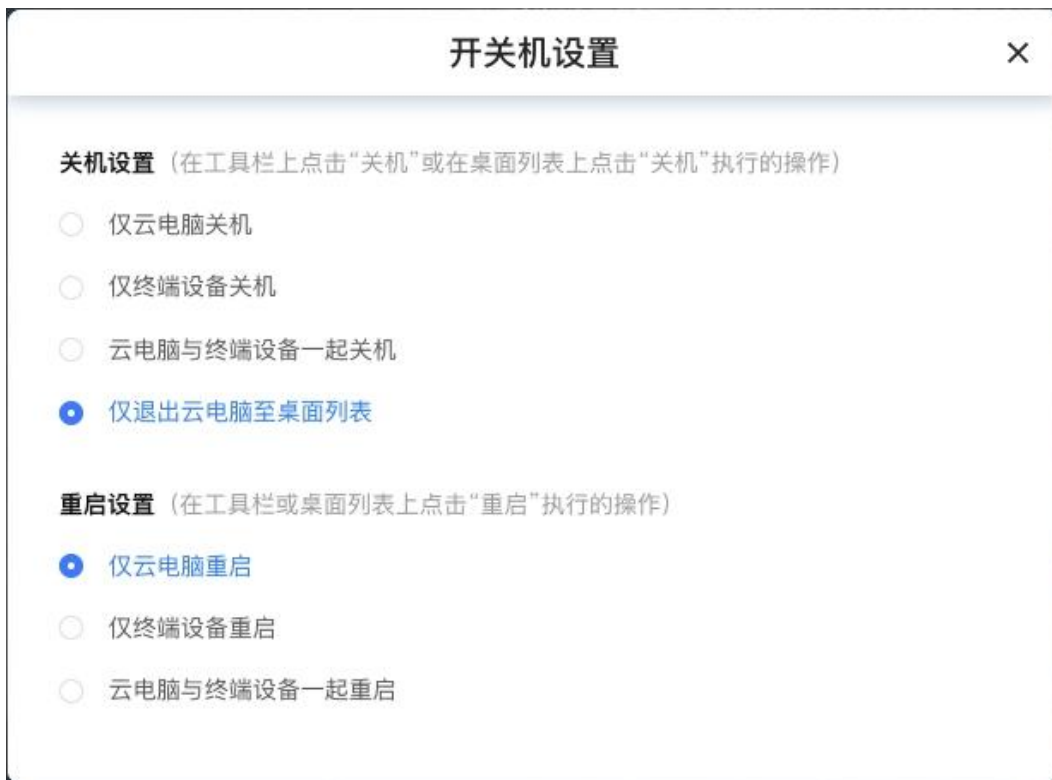 开关机设置
关机设置（在工具栏上点击“关机”或在桌面列表上点击“关机”执行的操作）
仅云电脑关机
仅终端设备关机
云电脑与终端设备一起关机
仅退出云电脑至桌面列表
重启设置（在工具栏或桌面列表上点击“重启”执行的操作）
仅云电脑重启
仅终端设备重启
云电脑与终端设备一起重启